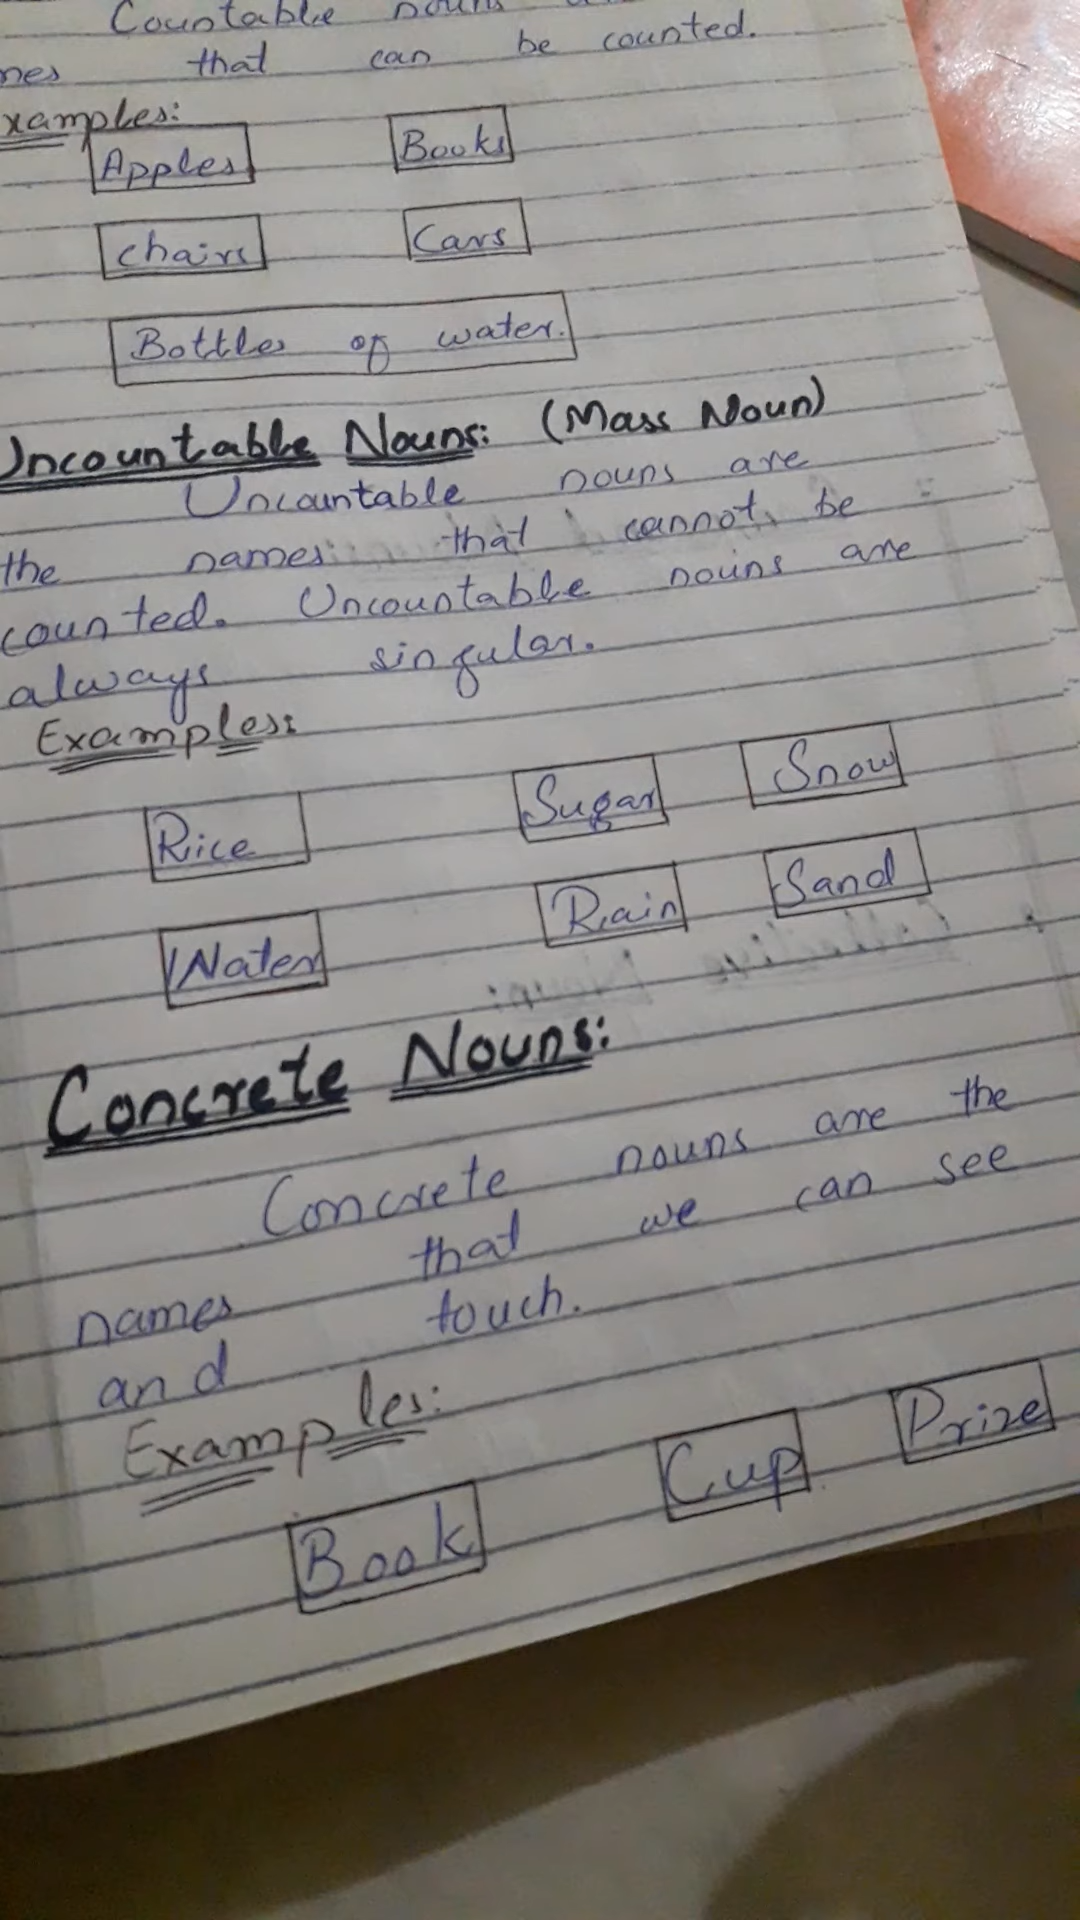 Countable nouns
nes that can be counted.
xamples:
Apples Books
chairs Cars
Bottles of water.
Uncountable Nouns: (Mass Noun)
Uncountable nouns are
the names that cannot be
counted. Uncountable nouns are
always singular.
Examples:
Rice Sugar Snow
Water Rain Sand
Concrete Nouns:
Concrete nouns are the
names that we can see
and touch.
Examples:
Book Cup Prize